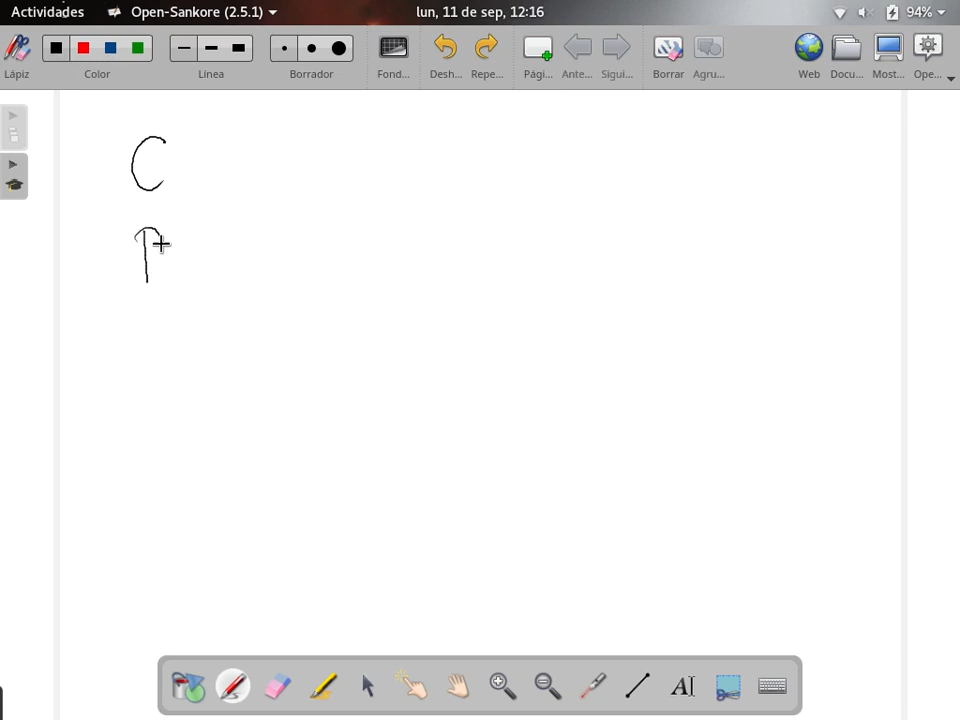 Actividades Open-Sankore (2.5.1) lun, 11 de sep, 12:16 94%
Lápiz Color Línea Borrador Fond... Desh... Repe... Pági... Ante... Sigui... Borrar Agru... Web Docu... Most... Ope...
C